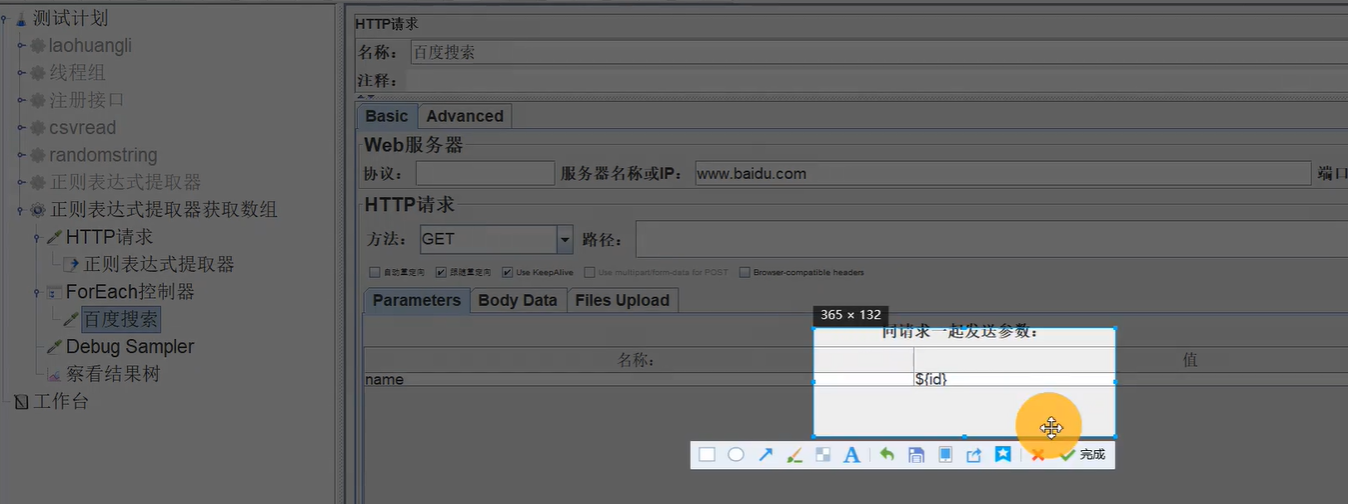 测试计划
laohuangli
线程组
注册接口
csvread
randomstring
正则表达式提取器
正则表达式提取器获取数组
HTTP请求
正则表达式提取器
ForEach控制器
百度搜索
Debug Sampler
察看结果树
工作台
HTTP请求
名称: 百度搜索
注释:
Basic Advanced
Web服务器
协议: 服务器名称或IP: www.baidu.com 端口
HTTP请求
方法: GET 路径:
自动重定向 跟随重定向 Use KeepAlive Use multipart/form-data for POST Browser-compatible headers
Parameters Body Data Files Upload
365 × 132
同请求一起发送参数:
名称: 值
name ${id}
A 完成